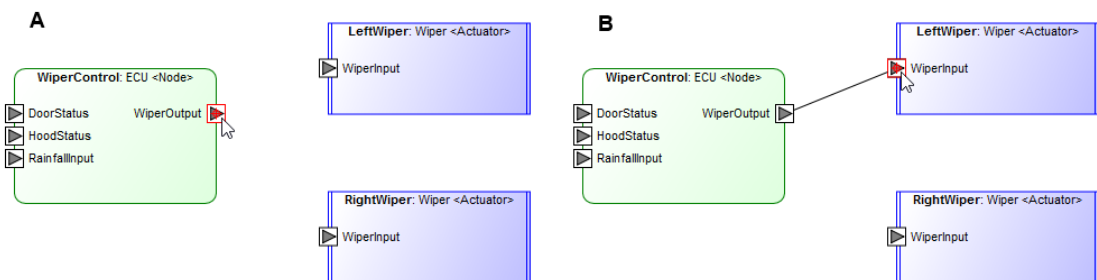 A
LeftWiper: Wiper <Actuator>
WiperInput
WiperControl: ECU <Node>
DoorStatus
WiperOutput
HoodStatus
RainfallInput
RightWiper: Wiper <Actuator>
WiperInput
B
LeftWiper: Wiper <Actuator>
WiperInput
WiperControl: ECU <Node>
DoorStatus
WiperOutput
HoodStatus
RainfallInput
RightWiper: Wiper <Actuator>
WiperInput